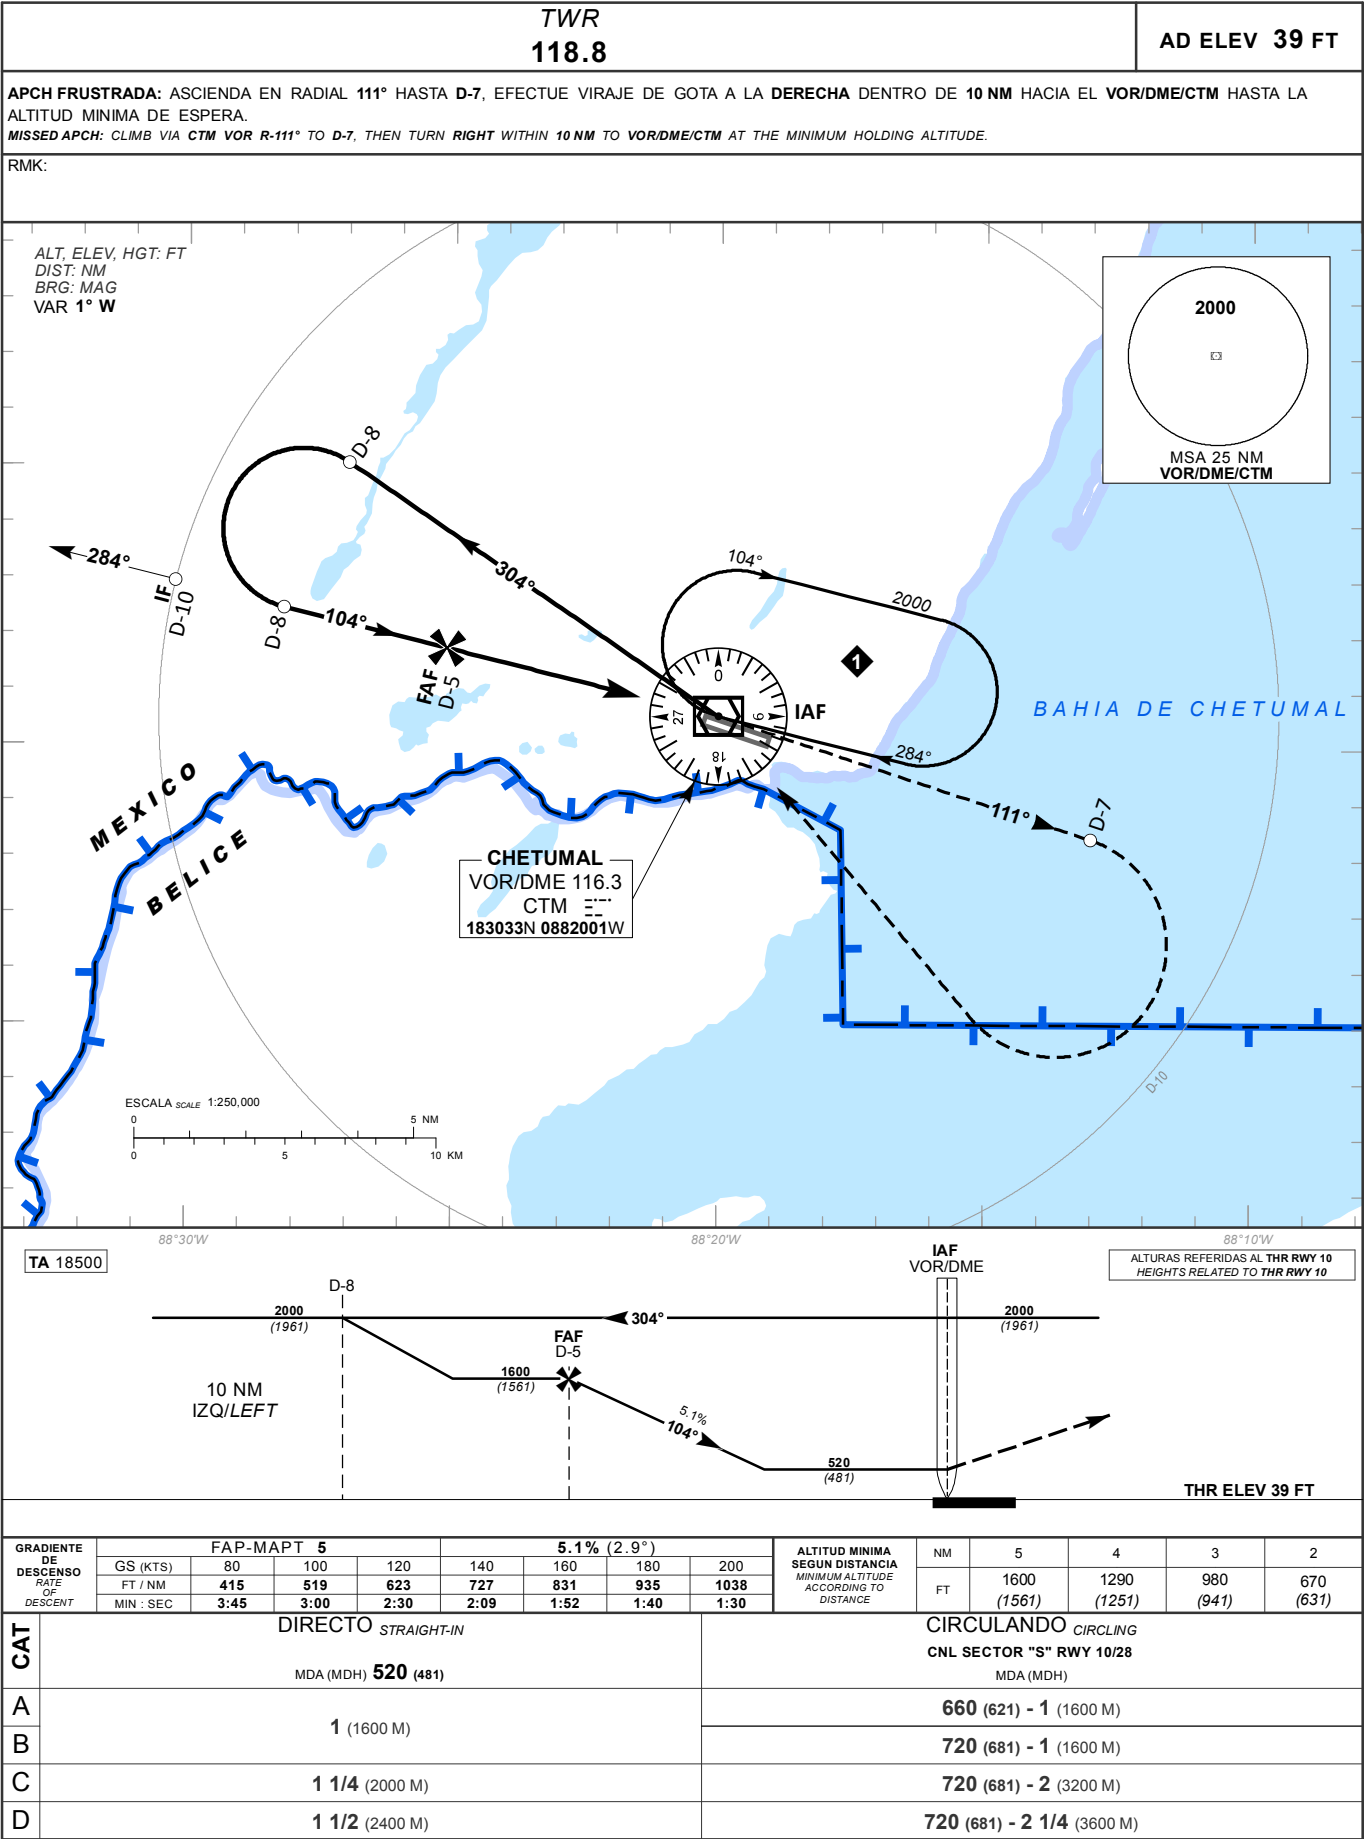 TWR
118.8
AD ELEV 39 FT
APCH FRUSTRADA: ASCIENDA EN RADIAL 111° HASTA D-7, EFECTUE VIRAJE DE GOTA A LA DERECHA DENTRO DE 10 NM HACIA EL VOR/DME/CTM HASTA LA
ALTITUD MINIMA DE ESPERA.
MISSED APCH: CLIMB VIA CTM VOR R-111° TO D-7, THEN TURN RIGHT WITHIN 10 NM TO VOR/DME/CTM AT THE MINIMUM HOLDING ALTITUDE.
RMK:
ALT, ELEV, HGT: FT
DIST: NM
BRG: MAG
VAR 1° W
2000
MSA 25 NM
VOR/DME/CTM
D-8
284°
IF
D-10
304°
D-8
104°
FAF
D-5
104°
2000
1
0
9
18
27
IAF
284°
BAHIA DE CHETUMAL
111°
D-7
MEXICO
BELICE
CHETUMAL
VOR/DME 116.3
CTM
183033N 0882001W
D-10
ESCALA SCALE 1:250,000
0 5 NM
0 5 10 KM
88°30'W 88°20'W 88°10'W
TA 18500
IAF
VOR/DME
ALTURAS REFERIDAS AL THR RWY 10
HEIGHTS RELATED TO THR RWY 10
D-8
2000
(1961)
304°
2000
(1961)
FAF
D-5
1600
(1561)
10 NM
IZQ/LEFT
5.1%
104°
520
(481)
THR ELEV 39 FT
GRADIENTE
DE
DESCENSO
RATE
OF
DESCENT
FAP-MAPT 5 5.1% (2.9°)
GS (KTS) 80 100 120 140 160 180 200
FT / NM 415 519 623 727 831 935 1038
MIN : SEC 3:45 3:00 2:30 2:09 1:52 1:40 1:30
ALTITUD MINIMA
SEGUN DISTANCIA
MINIMUM ALTITUDE
ACCORDING TO
DISTANCE
NM 5 4 3 2
FT 1600 1290 980 670
(1561) (1251) (941) (631)
CAT
DIRECTO STRAIGHT-IN
MDA (MDH) 520 (481)
CIRCULANDO CIRCLING
CNL SECTOR "S" RWY 10/28
MDA (MDH)
A 1 (1600 M) 660 (621) - 1 (1600 M)
B 720 (681) - 1 (1600 M)
C 1 1/4 (2000 M) 720 (681) - 2 (3200 M)
D 1 1/2 (2400 M) 720 (681) - 2 1/4 (3600 M)